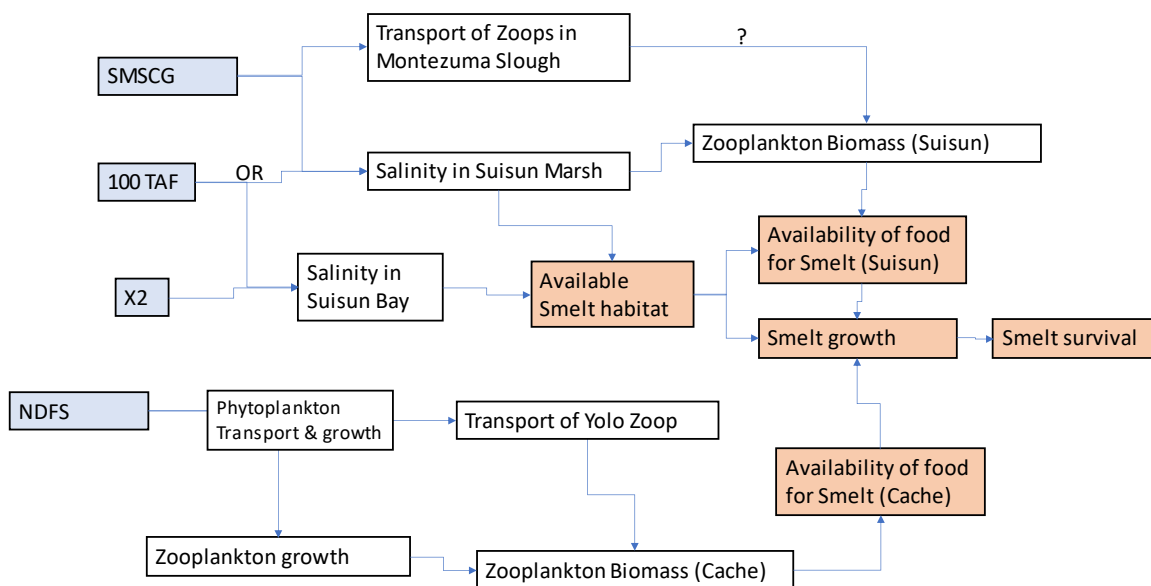 Transport of Zoops in
Montezuma Slough
?
SMSCG
Zooplankton Biomass (Suisun)
100 TAF
OR
Salinity in Suisun Marsh
Availability of food
for Smelt (Suisun)
Salinity in
Suisun Bay
Available
Smelt habitat
X2
Smelt growth
Smelt survival
NDFS
Phytoplankton
Transport & growth
Transport of Yolo Zoop
Availability of food
for Smelt (Cache)
Zooplankton growth
Zooplankton Biomass (Cache)